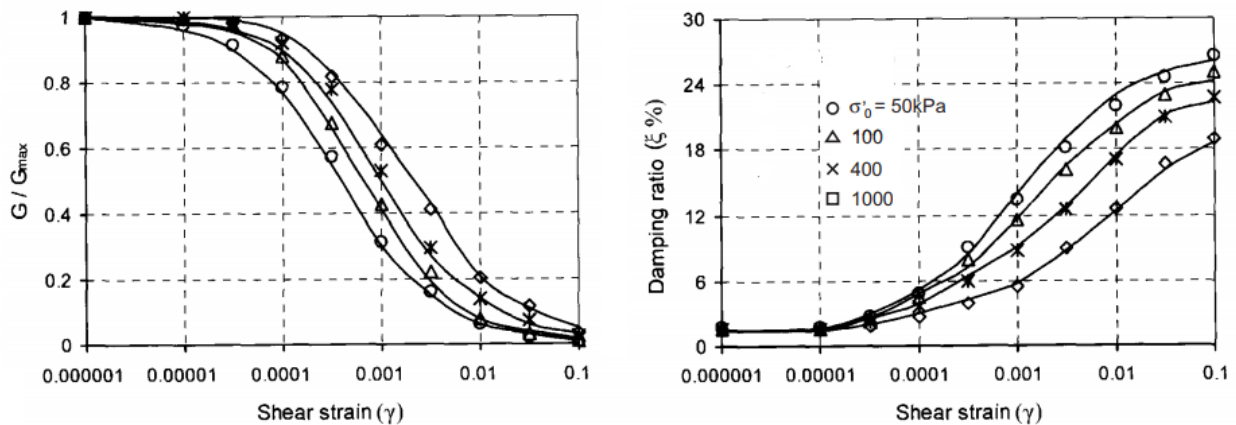 1
0.8
0.6
0.4
0.2
0
G / Gmax
0.000001 0.00001 0.0001 0.001 0.01 0.1
Shear strain (γ)
30
24
18
12
6
0
Damping ratio (ξ %)
σ'0 = 50kPa
100
400
1000
0.000001 0.00001 0.0001 0.001 0.01 0.1
Shear strain (γ)